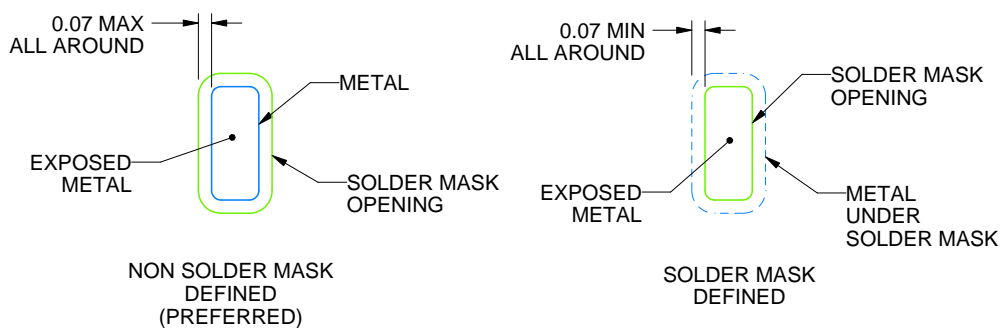 0.07 MAX
ALL AROUND
METAL
EXPOSED
METAL
SOLDER MASK
OPENING
NON SOLDER MASK
DEFINED
(PREFERRED)
0.07 MIN
ALL AROUND
SOLDER MASK
OPENING
EXPOSED
METAL
METAL
UNDER
SOLDER MASK
SOLDER MASK
DEFINED